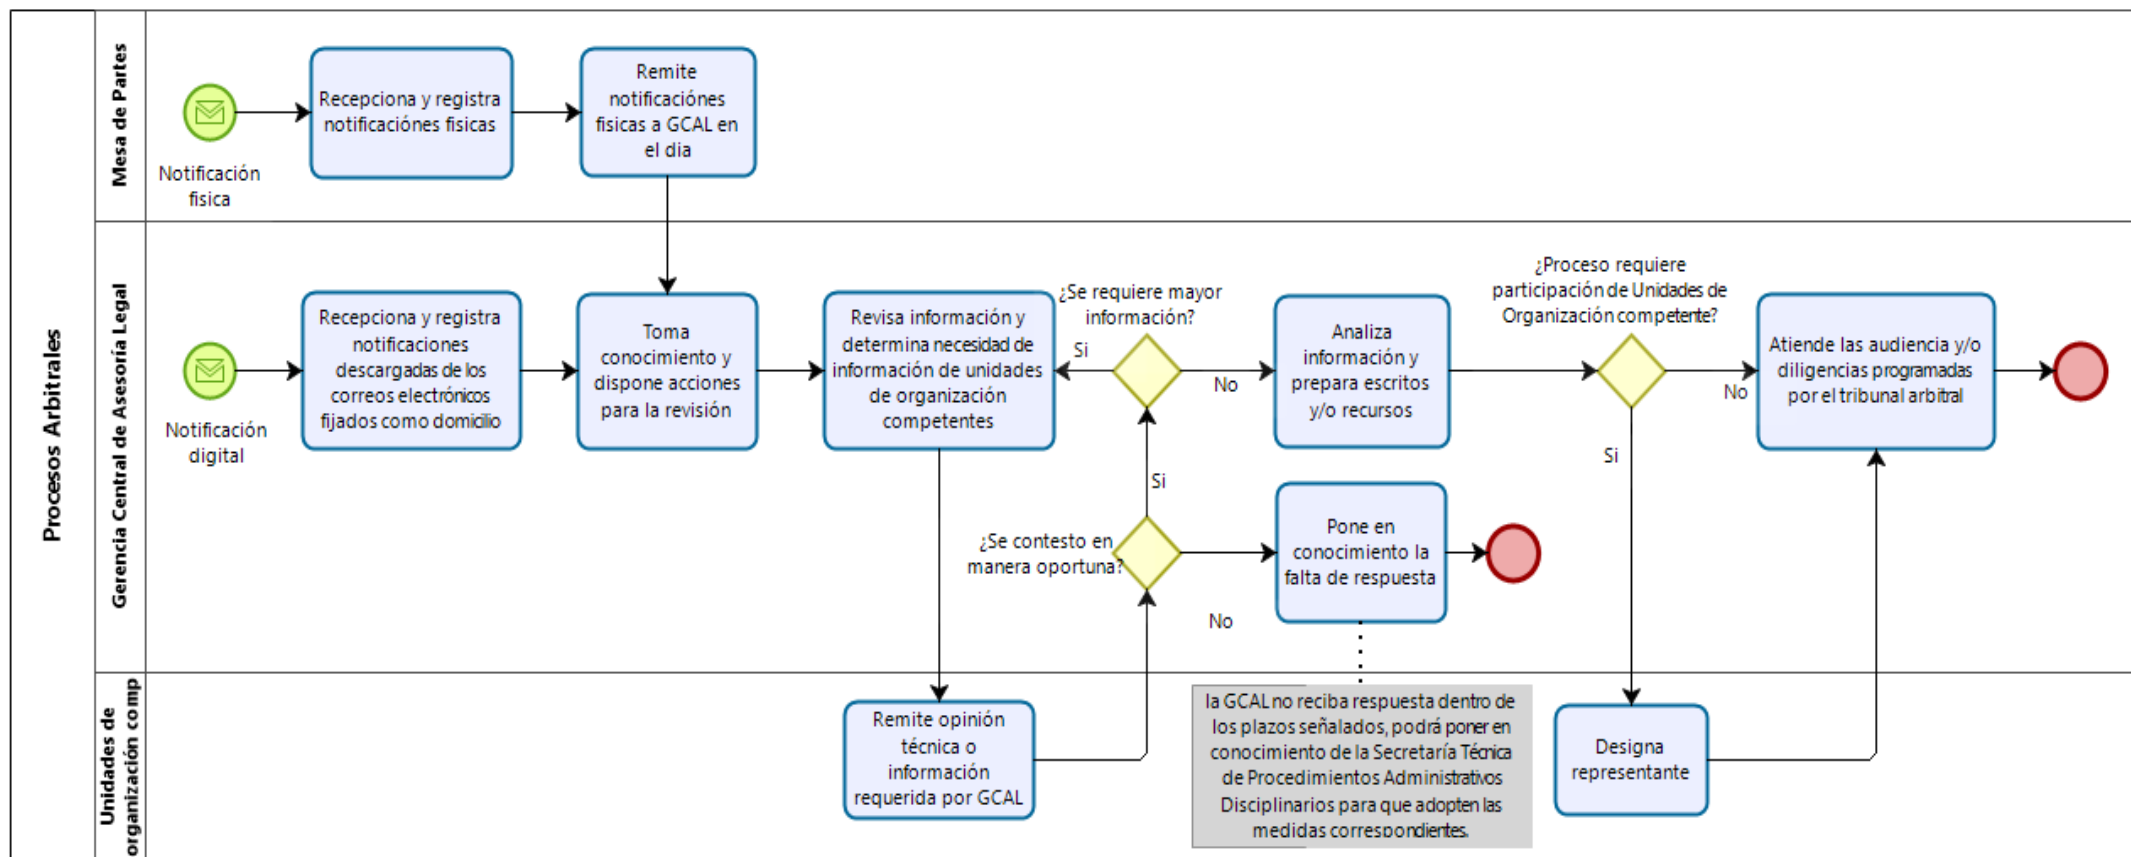 Procesos Arbitrales
Mesa de Partes
Notificación
fisica
Recepciona y registra
notificaciónes fisicas
Remite
notificaciónes
fisicas a GCAL en
el dia
Gerencia Central de Asesoría Legal
Notificación
digital
Recepciona y registra
notificaciones
descargadas de los
correos electrónicos
fijados como domicilio
Toma
conocimiento y
dispone acciones
para la revisión
Revisa información y
determina necesidad de
información de unidades
de organización
competentes
¿Se requiere mayor
información?
Si
No
Analiza
información y
prepara escritos
y/o recursos
¿Proceso requiere
participación de Unidades de
Organización competente?
No
Si
Atiende las audiencia y/o
diligencias programadas
por el tribunal arbitral
Si
¿Se contesto en
manera oportuna?
No
Pone en
conocimiento la
falta de respuesta
Unidades de
organización comp
Remite opinión
técnica o
información
requerida por GCAL
la GCAL no reciba respuesta dentro de
los plazos señalados, podrá poner en
conocimiento de la Secretaría Técnica
de Procedimientos Administrativos
Disciplinarios para que adopten las
medidas correspondientes.
Designa
representante